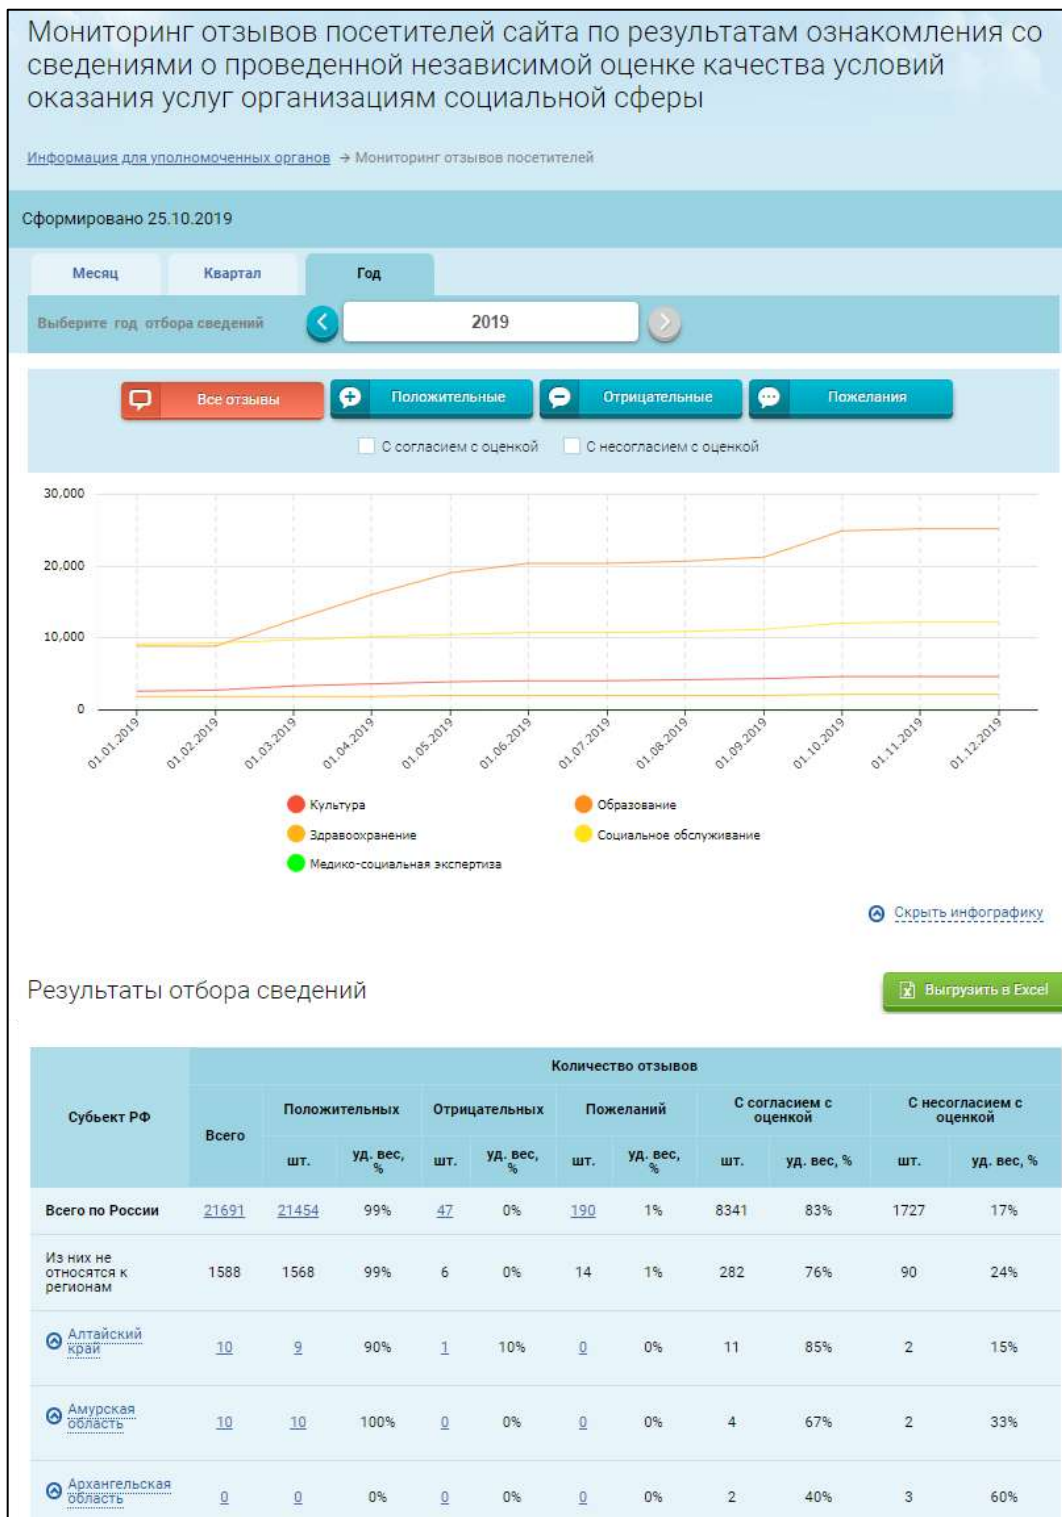 Мониторинг отзывов посетителей сайта по результатам ознакомления со
сведениями о проведенной независимой оценке качества условий
оказания услуг организациям социальной сферы
Информация для уполномоченных органов → Мониторинг отзывов посетителей
Сформировано 25.10.2019
Месяц Квартал Год
Выберите год отбора сведений 2019
Все отзывы Положительные Отрицательные Пожелания
С согласием с оценкой С несогласием с оценкой
30,000
20,000
10,000
0
01.01.2019 01.02.2019 01.03.2019 01.04.2019 01.05.2019 01.06.2019 01.07.2019 01.08.2019 01.09.2019 01.10.2019 01.11.2019 01.12.2019
Культура Образование
Здравоохранение Социальное обслуживание
Медико-социальная экспертиза
Скрыть инфографику
Результаты отбора сведений Выгрузить в Excel
Количество отзывов
Субъект РФ Всего Положительных Отрицательных Пожеланий С согласием с
оценкой С несогласием с
оценкой
шт. уд. вес,
% шт. уд. вес,
% шт. уд. вес,
% шт. уд. вес, % шт. уд. вес, %
Всего по России 21691 21454 99% 47 0% 190 1% 8341 83% 1727 17%
Из них не
относятся к
регионам 1588 1568 99% 6 0% 14 1% 282 76% 90 24%
Алтайский
край 10 9 90% 1 10% 0 0% 11 85% 2 15%
Амурская
область 10 10 100% 0 0% 0 0% 4 67% 2 33%
Архангельская
область 0 0 0% 0 0% 0 0% 2 40% 3 60%